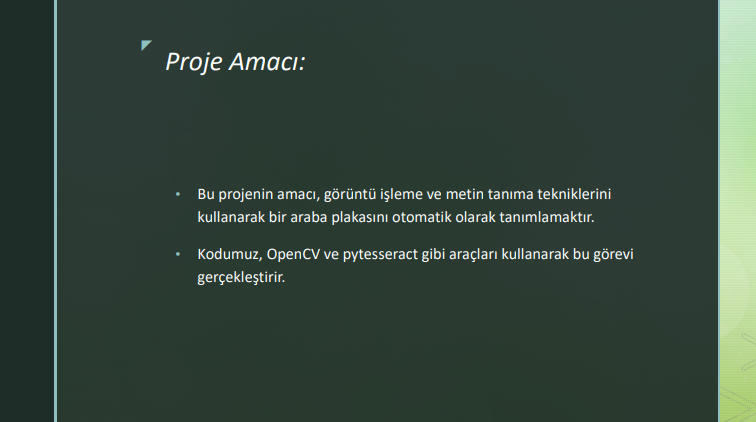 Proje Amacı:
• Bu projenin amacı, görüntü işleme ve metin tanıma tekniklerini
kullanarak bir araba plakasını otomatik olarak tanımlamaktır.
• Kodumuz, OpenCV ve pytesseract gibi araçları kullanarak bu görevi
gerçekleştirir.